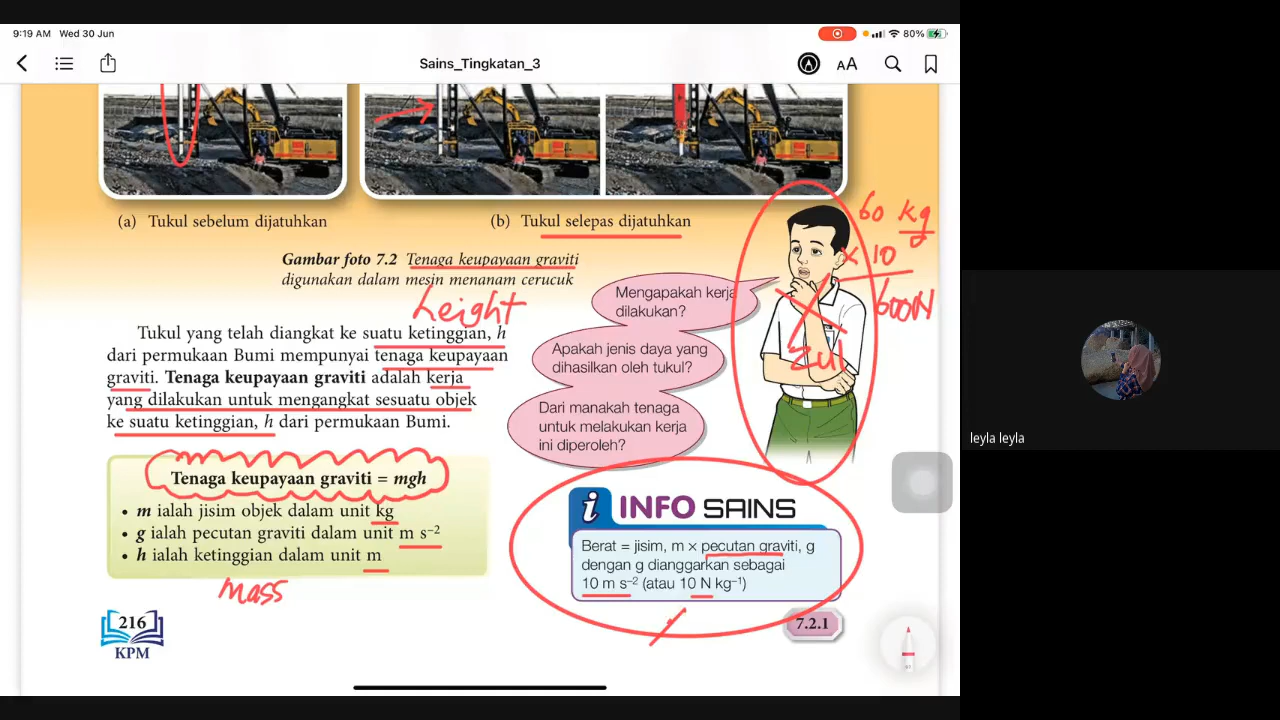 9:19 AM Wed 30 Jun
80%
Sains_Tingkatan_3
AA
(a) Tukul sebelum dijatuhkan
(b) Tukul selepas dijatuhkan
Gambar foto 7.2 Tenaga keupayaan graviti
digunakan dalam mesin menanam cerucuk
60 kg
× 10
600N
Zul
height
Tukul yang telah diangkat ke suatu ketinggian, h
dari permukaan Bumi mempunyai tenaga keupayaan
graviti. Tenaga keupayaan graviti adalah kerja
yang dilakukan untuk mengangkat sesuatu objek
ke suatu ketinggian, h dari permukaan Bumi.
Mengapakah kerja
dilakukan?
Apakah jenis daya yang
dihasilkan oleh tukul?
Dari manakah tenaga
untuk melakukan kerja
ini diperoleh?
Tenaga keupayaan graviti = mgh
• m ialah jisim objek dalam unit kg
• g ialah pecutan graviti dalam unit m s⁻²
• h ialah ketinggian dalam unit m
mass
i INFO SAINS
Berat = jisim, m × pecutan graviti, g
dengan g dianggarkan sebagai
10 m s⁻² (atau 10 N kg⁻¹)
216
KPM
7.2.1
leyla leyla